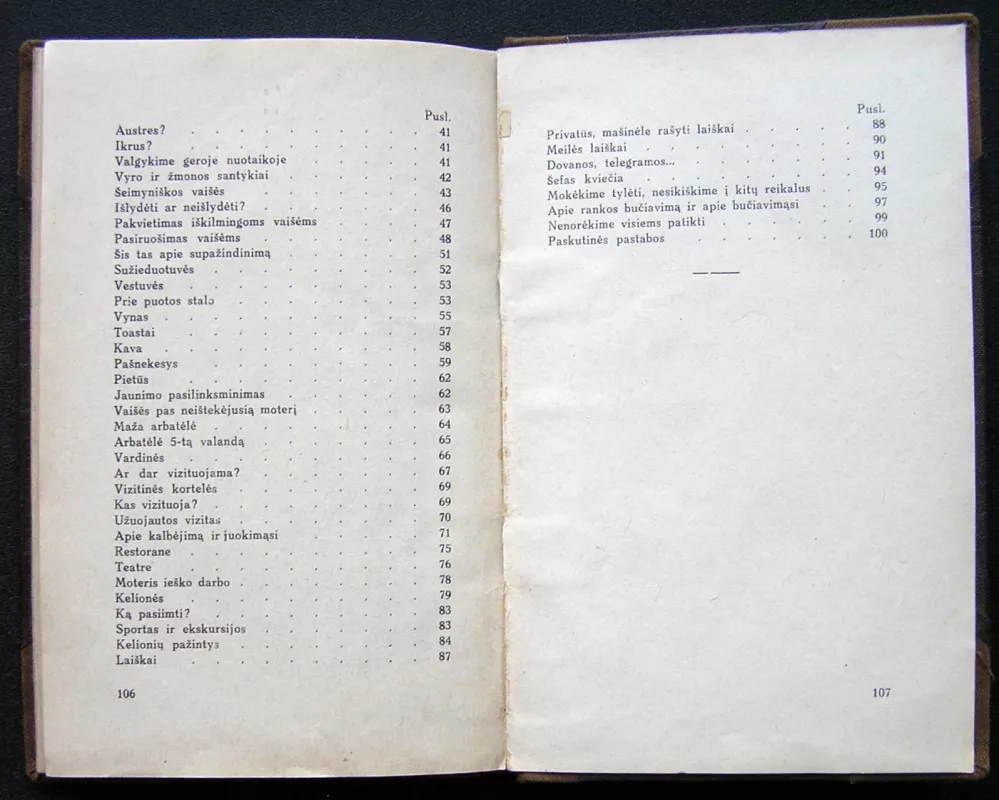 Pusl.
Austres? . . . . . . . . . . 41
Ikrus? . . . . . . . . . . 41
Valgykime geroje nuotaikoje . . . . . 41
Vyro ir žmonos santykiai . . . . . . 42
Šeimyniškos vaišės . . . . . . . . 43
Išlydėti ar neišlydėti? . . . . . . . 46
Pakvietimas iškilmingoms vaišėms . . . . 47
Pasiruošimas vaišėms . . . . . . . 48
Šis tas apie supažindinimą . . . . . . 51
Sužieduotuvės . . . . . . . . . 52
Vestuvės . . . . . . . . . . 53
Prie puotos stalo . . . . . . . . 53
Vynas . . . . . . . . . . . 55
Toastai . . . . . . . . . . 57
Kava . . . . . . . . . . . 58
Pašnekesys . . . . . . . . . 59
Pietūs . . . . . . . . . . 62
Jaunimo pasilinksminimas . . . . . . 62
Vaišės pas neištekėjusią moterį . . . . . 63
Maža arbatėlė . . . . . . . . . 64
Arbatėlė 5-tą valandą . . . . . . . 65
Vardinės . . . . . . . . . . 66
Ar dar vizituojama? . . . . . . . 67
Vizitinės kortelės . . . . . . . . 69
Kas vizituoja? . . . . . . . . . 69
Užuojautos vizitas . . . . . . . . 70
Apie kalbėjimą ir juokimąsi . . . . . 71
Restorane . . . . . . . . . . 75
Teatre . . . . . . . . . . 76
Moteris ieško darbo . . . . . . . . 78
Kelionės . . . . . . . . . . 79
Ką pasiimti? . . . . . . . . . 83
Sportas ir ekskursijos . . . . . . . 83
Kelionių pažintys . . . . . . . . 84
Laiškai . . . . . . . . . . 87
106
Pusl.
Privatūs, mašinėle rašyti laiškai . . . . . 88
Meilės laiškai . . . . . . . . . 90
Dovanos, telegramos... . . . . . . . 91
Šefas kviečia . . . . . . . . . 94
Mokėkime tylėti, nesikiškime į kitų reikalus . . 95
Apie rankos bučiavimą ir apie bučiavimąsi . . 97
Nenorėkime visiems patikti . . . . . . 99
Paskutinės pastabos . . . . . . . 100
107